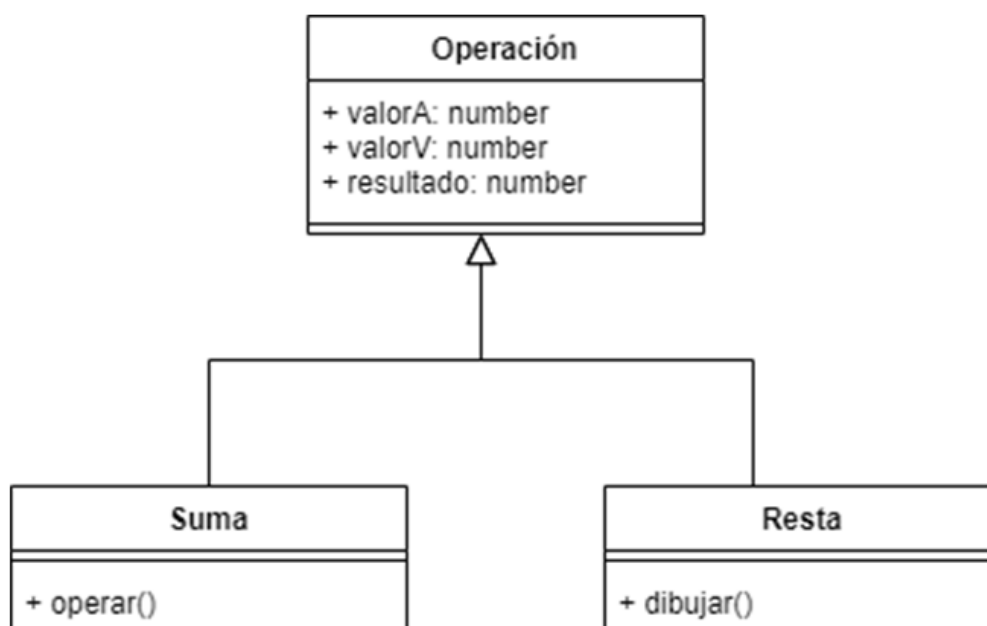 Operación
+ valorA: number
+ valorV: number
+ resultado: number
Suma
Resta
+ operar()
+ dibujar()